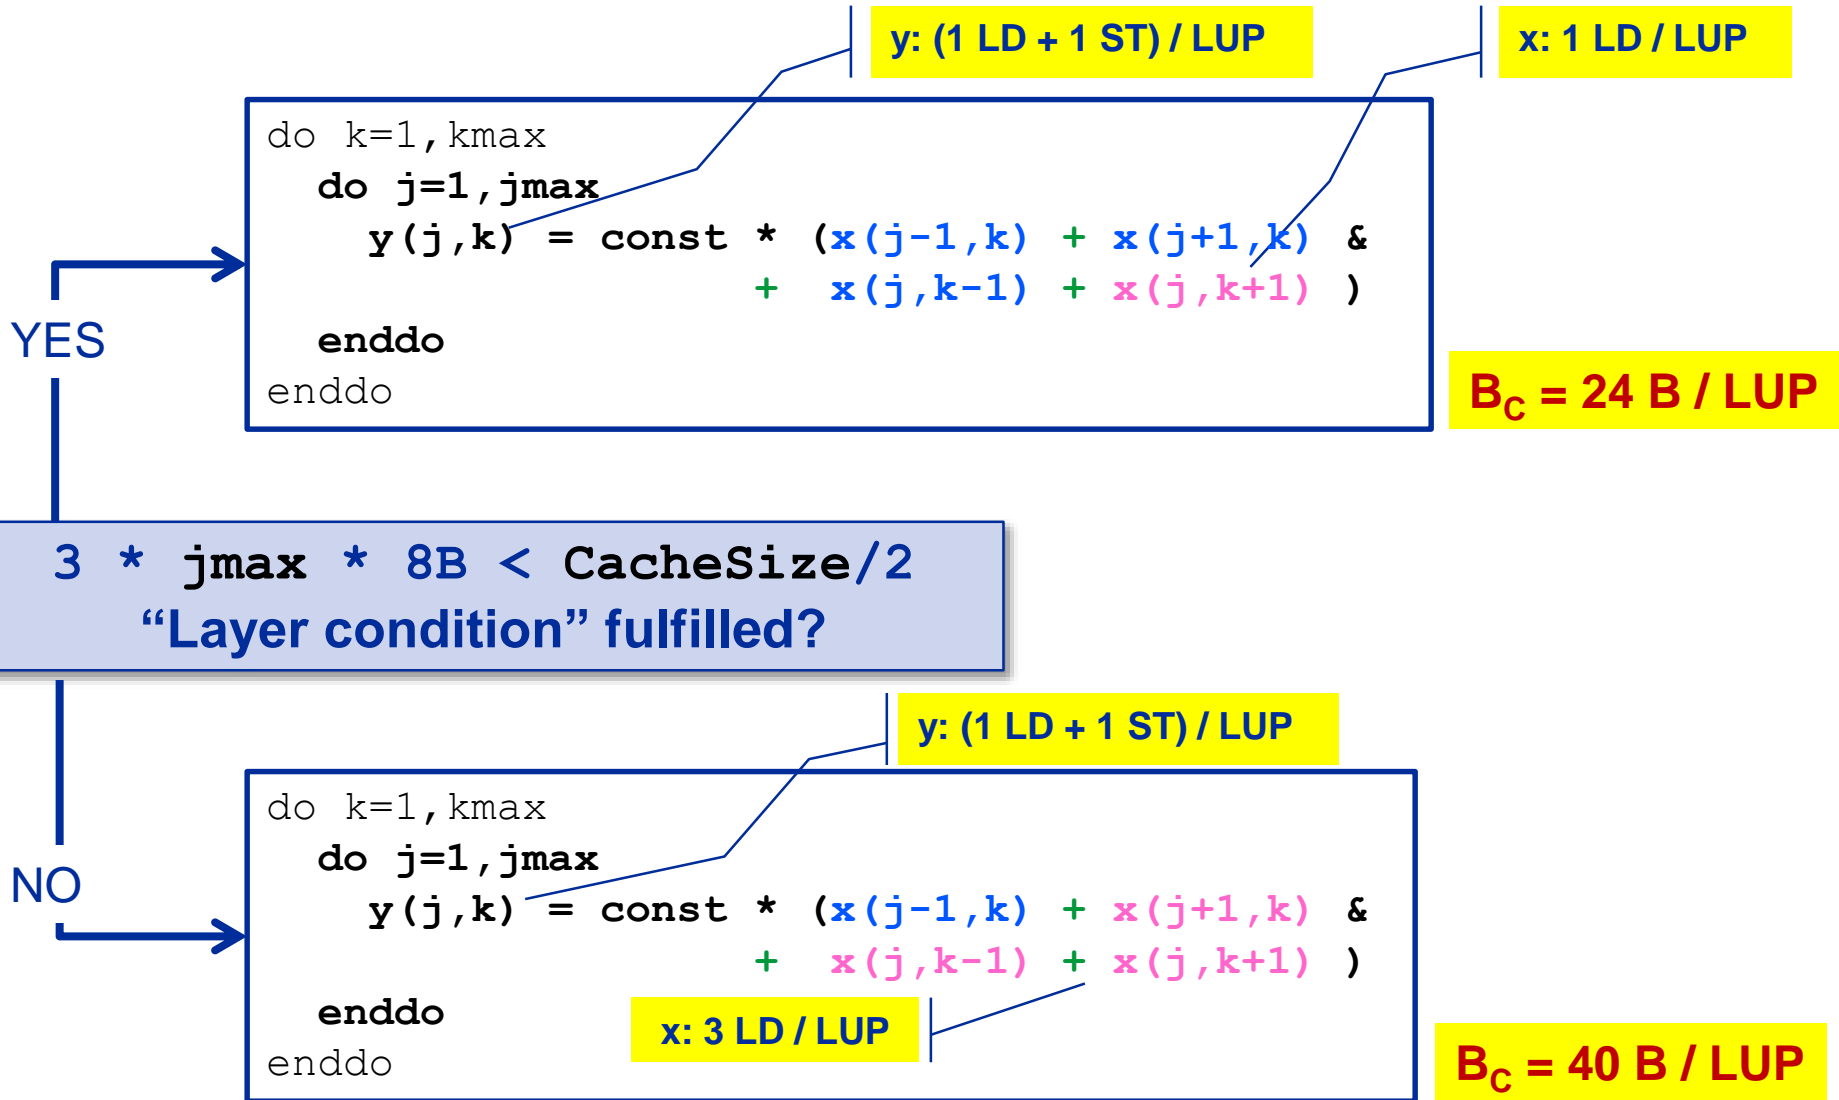 y: (1 LD + 1 ST) / LUP
x: 1 LD / LUP
do k=1,kmax
do j=1,jmax
y(j,k) = const * (x(j-1,k) + x(j+1,k) &
+ x(j,k-1) + x(j,k+1) )
enddo
enddo
YES
B_C = 24 B / LUP
3 * jmax * 8B < CacheSize/2
“Layer condition” fulfilled?
y: (1 LD + 1 ST) / LUP
do k=1,kmax
do j=1,jmax
y(j,k) = const * (x(j-1,k) + x(j+1,k) &
+ x(j,k-1) + x(j,k+1) )
enddo
enddo
NO
x: 3 LD / LUP
B_C = 40 B / LUP